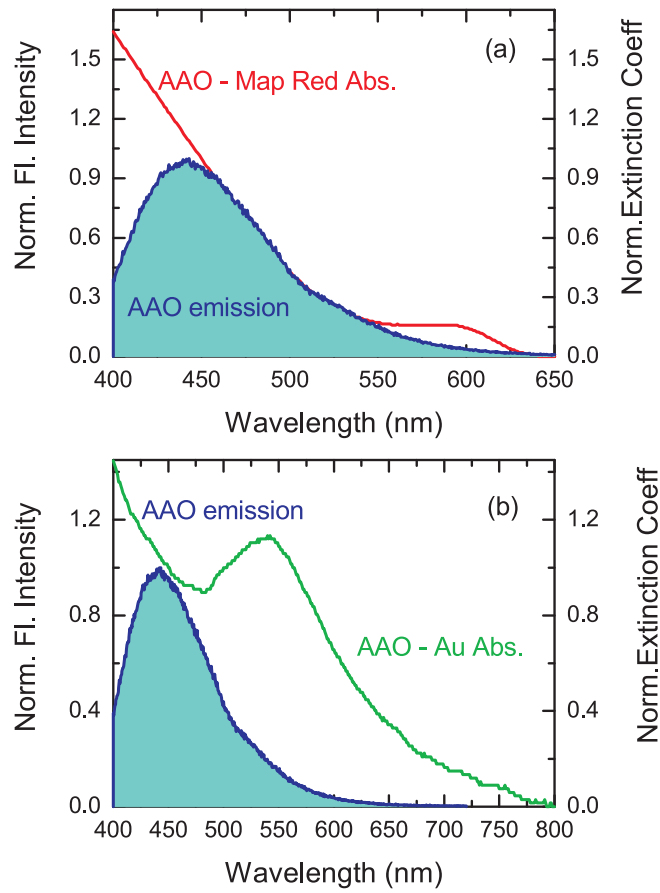 (a)
AAO - Map Red Abs.
AAO emission
Norm. Fl. Intensity
Norm.Extinction Coeff
1.5
1.2
0.9
0.6
0.3
0.0
1.5
1.2
0.9
0.6
0.3
0.0
400 450 500 550 600 650
Wavelength (nm)
(b)
AAO emission
AAO - Au Abs.
Norm. Fl. Intensity
Norm.Extinction Coeff
1.2
0.8
0.4
0.0
1.2
0.8
0.4
0.0
400 450 500 550 600 650 700 750 800
Wavelength (nm)